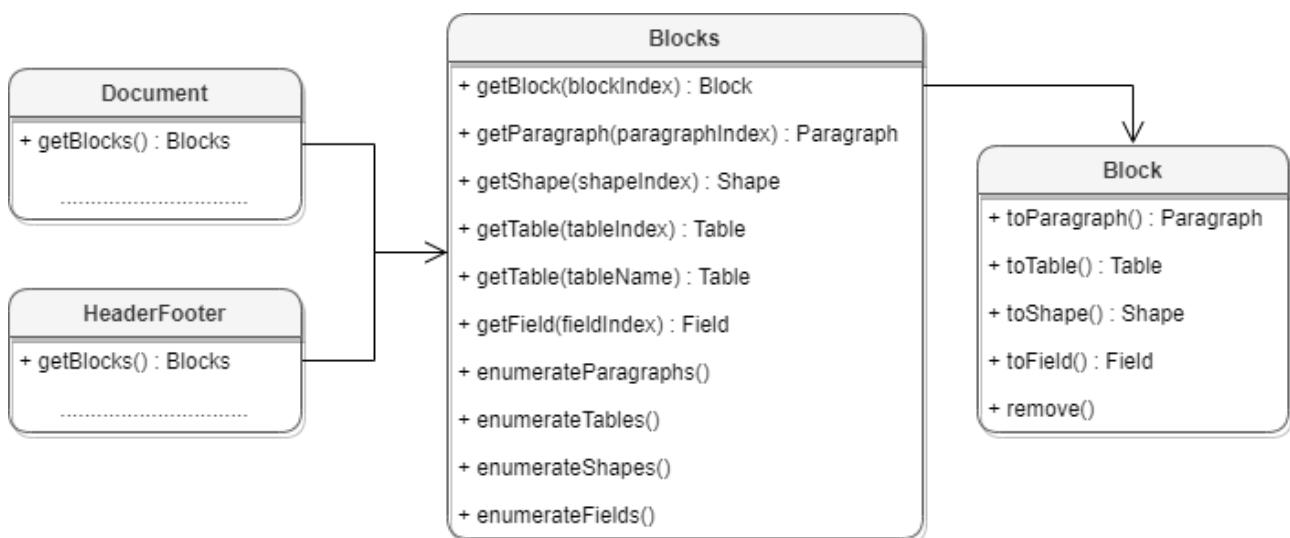 Document
+ getBlocks() : Blocks
..............................
HeaderFooter
+ getBlocks() : Blocks
..............................
Blocks
+ getBlock(blockIndex) : Block
+ getParagraph(paragraphIndex) : Paragraph
+ getShape(shapeIndex) : Shape
+ getTable(tableIndex) : Table
+ getTable(tableName) : Table
+ getField(fieldIndex) : Field
+ enumerateParagraphs()
+ enumerateTables()
+ enumerateShapes()
+ enumerateFields()
Block
+ toParagraph() : Paragraph
+ toTable() : Table
+ toShape() : Shape
+ toField() : Field
+ remove()